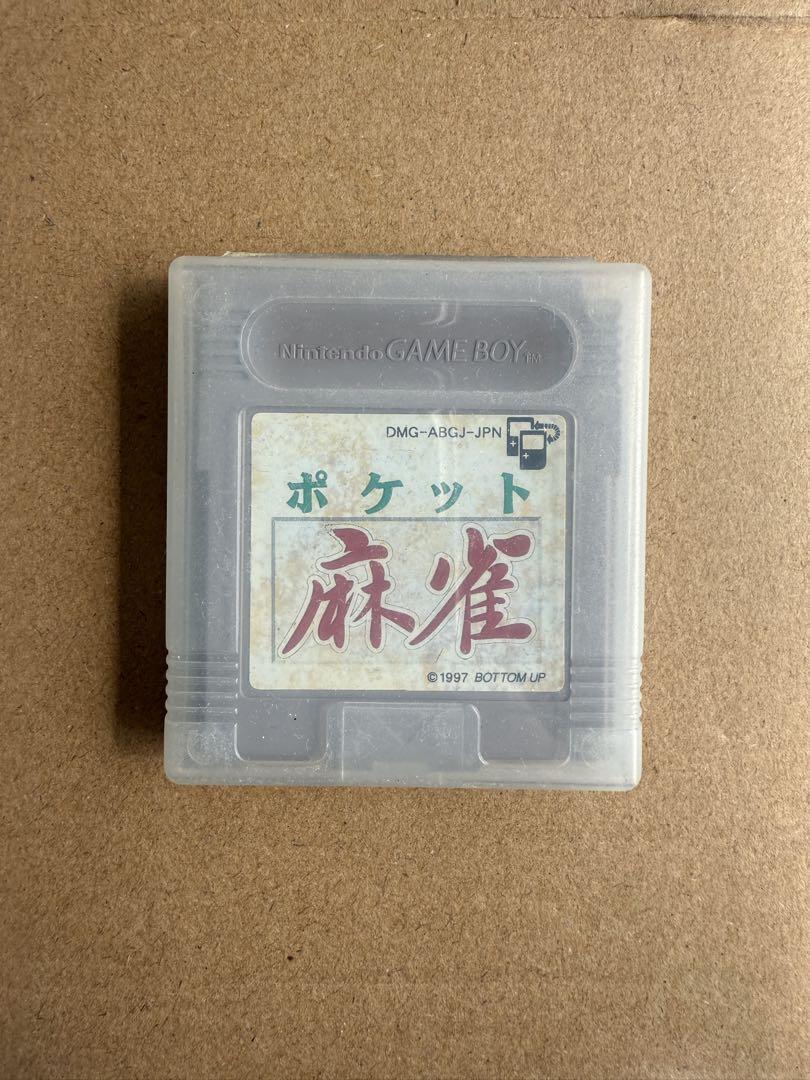 Nintendo GAME BOY TM
DMG-ABGJ-JPN
ポケット
麻雀
©1997 BOTTOM UP